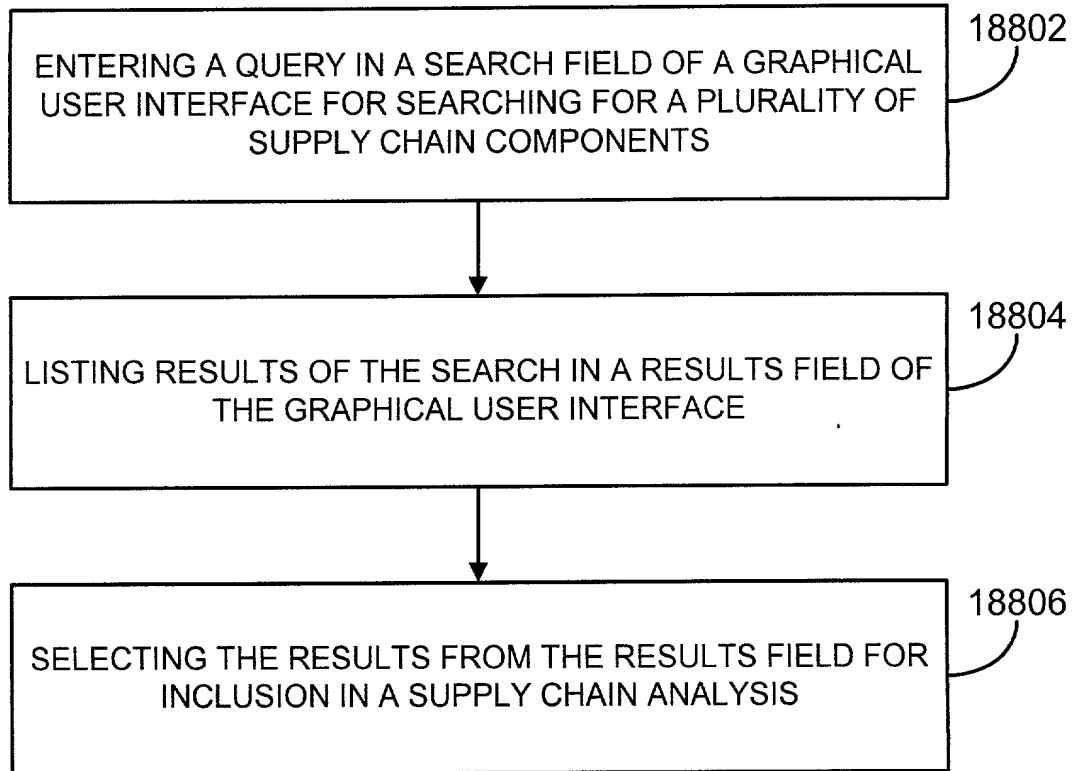 18802
ENTERING A QUERY IN A SEARCH FIELD OF A GRAPHICAL
USER INTERFACE FOR SEARCHING FOR A PLURALITY OF
SUPPLY CHAIN COMPONENTS
18804
LISTING RESULTS OF THE SEARCH IN A RESULTS FIELD OF
THE GRAPHICAL USER INTERFACE
18806
SELECTING THE RESULTS FROM THE RESULTS FIELD FOR
INCLUSION IN A SUPPLY CHAIN ANALYSIS